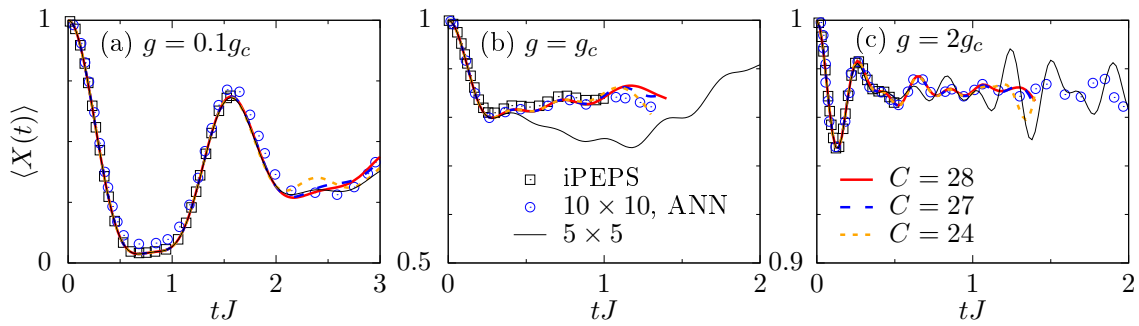 (a) g = 0.1g_c
(b) g = g_c
(c) g = 2g_c
⟨X(t)⟩
1
0
0
1
2
3
tJ
1
0.5
0
1
2
tJ
iPEPS
10 × 10, ANN
5 × 5
1
0.9
0
1
2
tJ
C = 28
C = 27
C = 24